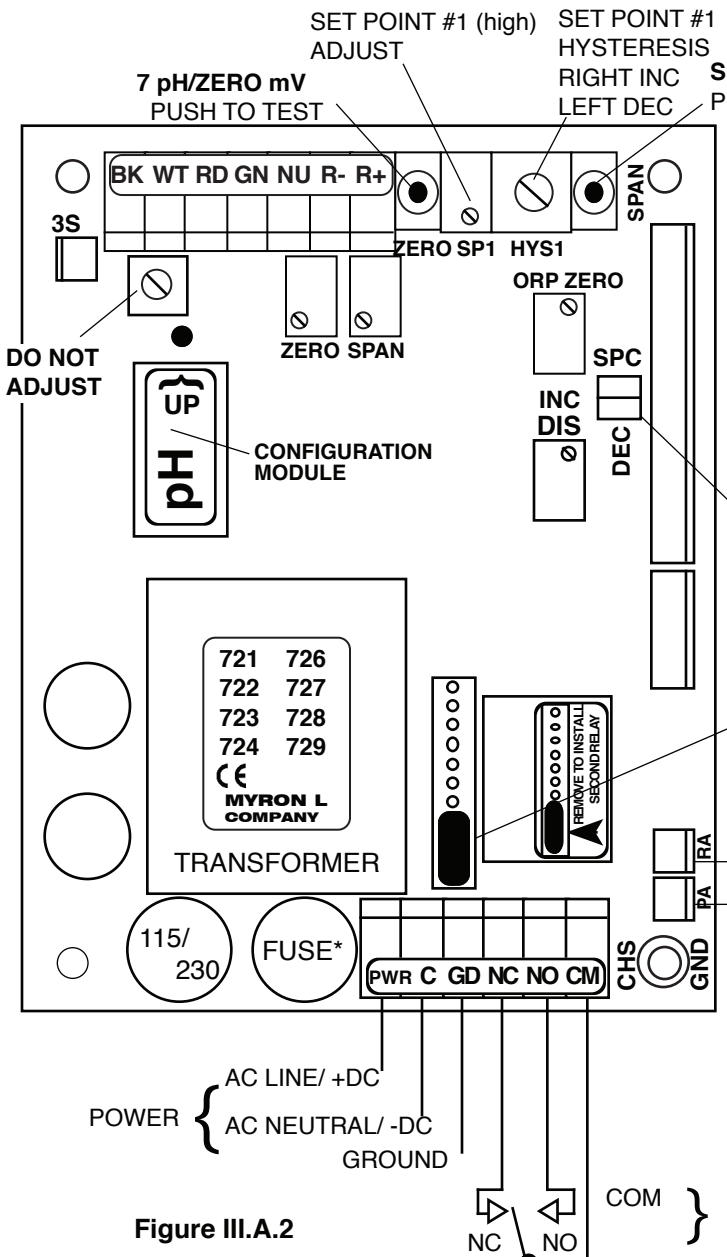 SET POINT #1 (high)
ADJUST
SET POINT #1
HYSTERESIS
RIGHT INC
LEFT DEC
S
P
7 pH/ZERO mV
PUSH TO TEST
BK WT RD GN NU R- R+
SPAN
3S
ZERO SP1 HYS1
ORP ZERO
ZERO SPAN
DO NOT
ADJUST
SPC
UP
pH
INC
DIS
DEC
CONFIGURATION
MODULE
721 726
722 727
723 728
724 729
CE
MYRON L
COMPANY
TRANSFORMER
REMOVE TO INSTALL
SECOND RELAY
RA
PA
115/
230
FUSE*
PWR C GD NC NO CM
CHS
GND
AC LINE/ +DC
POWER
AC NEUTRAL/ -DC
GROUND
COM
NC NO
Figure III.A.2